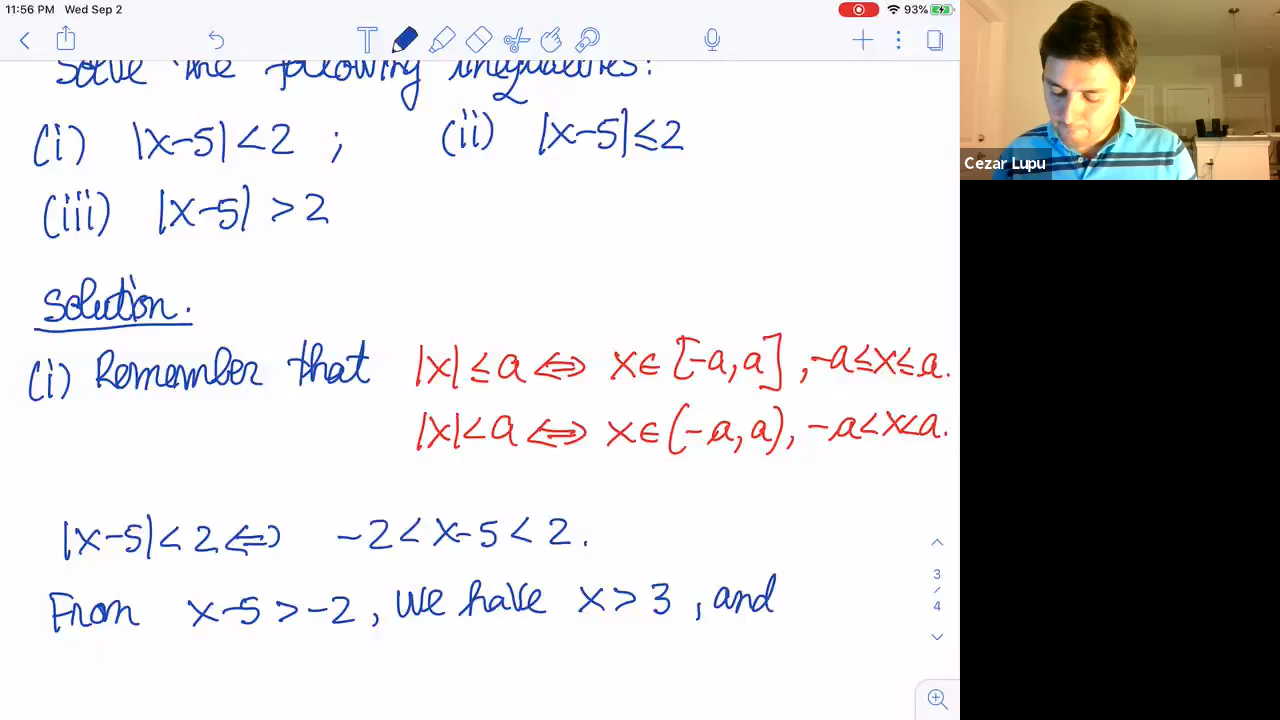 11:56 PM Wed Sep 2
93%
Solve the following inequalities:
(i) |x-5|<2 ; (ii) |x-5|≤2
(iii) |x-5| >2
Cezar Lupu
Solution.
(i) Remember that |x|≤a ⟺ x∈[-a,a], -a≤x≤a.
|x|<a ⟺ x∈(-a,a), -a<x<a.
|x-5|<2 ⟺ -2<x-5<2.
From x-5>-2, we have x>3, and
3
/
4